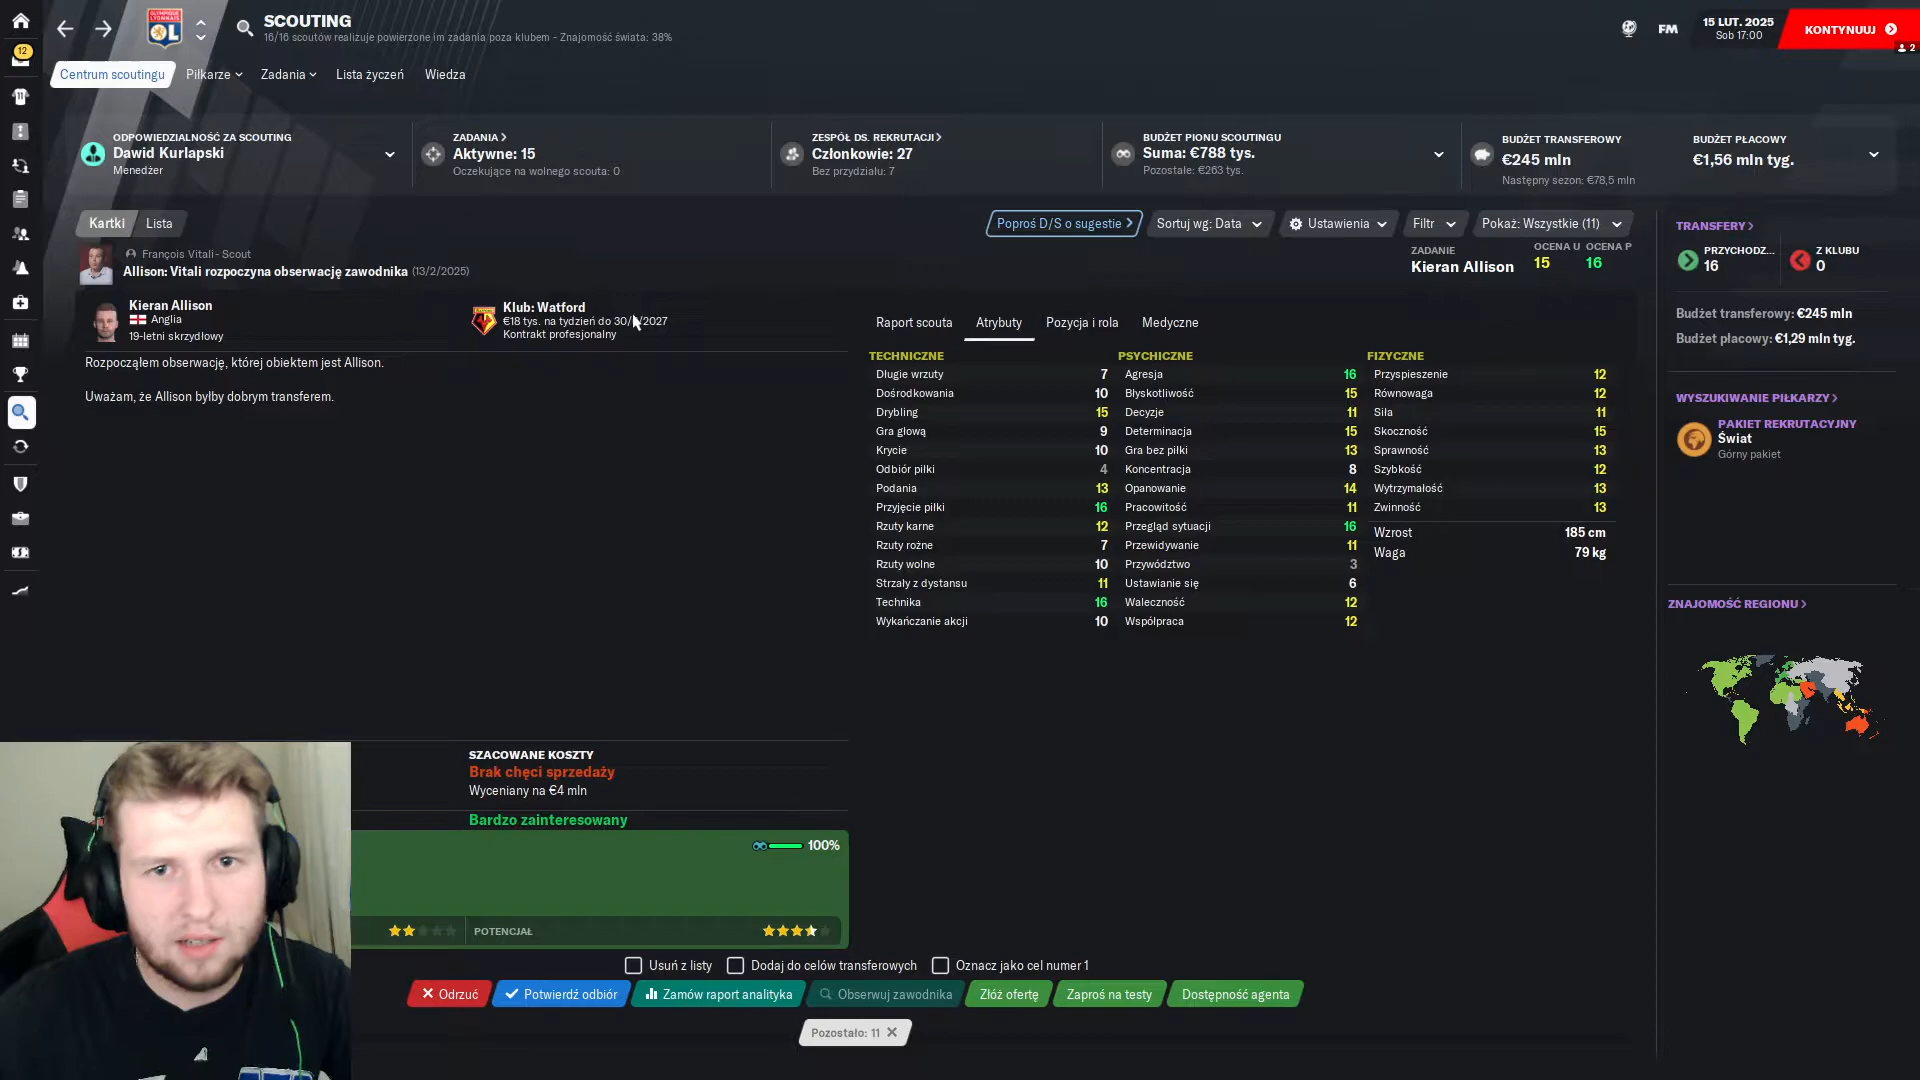 SCOUTING
16/16 scoutów realizuje powierzone im zadania poza klubem - Znajomość świata: 38%
FM
15 LUT. 2025
Sob 17:00
KONTYNUUJ
2
12
Centrum scoutingu
Piłkarze
Zadania
Lista życzeń
Wiedza
ODPOWIEDZIALNOŚĆ ZA SCOUTING
Dawid Kurlapski
Menedżer
ZADANIA
Aktywne: 15
Oczekujące na wolnego scouta: 0
ZESPÓŁ DS. REKRUTACJI
Członkowie: 27
Bez przydziału: 7
BUDŻET PIONU SCOUTINGU
Suma: €788 tys.
Pozostałe: €263 tys.
BUDŻET TRANSFEROWY
€245 mln
Następny sezon: €78,5 mln
BUDŻET PŁACOWY
€1,56 mln tyg.
Kartki
Lista
Poproś D/S o sugestie
Sortuj wg: Data
Ustawienia
Filtr
Pokaż: Wszystkie (11)
François Vitali - Scout
Allison: Vitali rozpoczyna obserwację zawodnika (13/2/2025)
ZADANIE
Kieran Allison
OCENA U
15
OCENA P
16
Kieran Allison
Anglia
19-letni skrzydłowy
Klub: Watford
€18 tys. na tydzień do 30/ /2027
Kontrakt profesjonalny
Rozpocząłem obserwację, której obiektem jest Allison.
Uważam, że Allison byłby dobrym transferem.
Raport scouta
Atrybuty
Pozycja i rola
Medyczne
TECHNICZNE
Długie wrzuty 7
Dośrodkowania 10
Drybling 15
Gra głową 9
Krycie 10
Odbiór piłki 4
Podania 13
Przyjęcie piłki 16
Rzuty karne 12
Rzuty rożne 7
Rzuty wolne 10
Strzały z dystansu 11
Technika 16
Wykańczanie akcji 10
PSYCHICZNE
Agresja 16
Błyskotliwość 15
Decyzje 11
Determinacja 15
Gra bez piłki 13
Koncentracja 8
Opanowanie 14
Pracowitość 11
Przegląd sytuacji 16
Przewidywanie 11
Przywództwo 3
Ustawianie się 6
Waleczność 12
Współpraca 12
FIZYCZNE
Przyspieszenie 12
Równowaga 12
Siła 11
Skoczność 15
Sprawność 13
Szybkość 12
Wytrzymałość 13
Zwinność 13
Wzrost 185 cm
Waga 79 kg
TRANSFERY
PRZYCHODZ...
16
Z KLUBU
0
Budżet transferowy: €245 mln
Budżet płacowy: €1,29 mln tyg.
WYSZUKIWANIE PIŁKARZY
PAKIET REKRUTACYJNY
Świat
Górny pakiet
ZNAJOMOŚĆ REGIONU
SZACOWANE KOSZTY
Brak chęci sprzedaży
Wyceniany na €4 mln
Bardzo zainteresowany
100%
POTENCJAŁ
Usuń z listy
Dodaj do celów transferowych
Oznacz jako cel numer 1
Odrzuć
Potwierdź odbiór
Zamów raport analityka
Obserwuj zawodnika
Złóż ofertę
Zaproś na testy
Dostępność agenta
Pozostało: 11